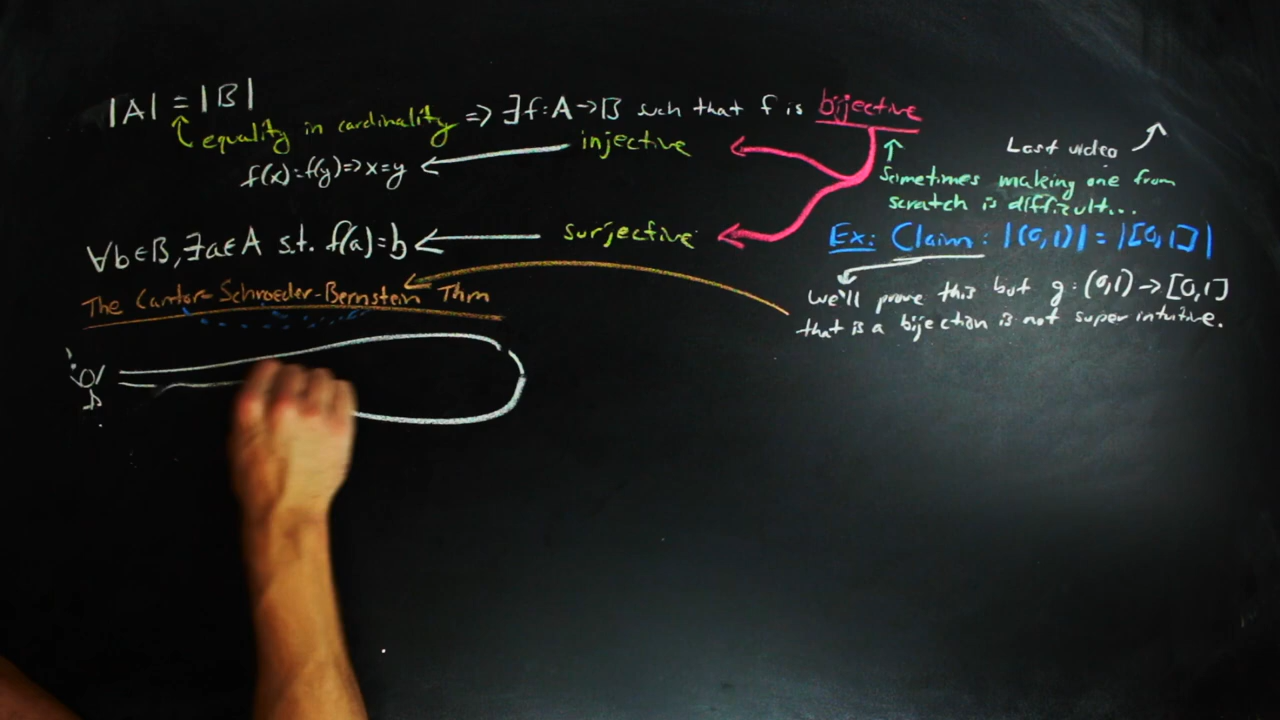 |A| = |B|
equality in cardinality => ∃f:A→B such that f is bijective
injective
f(x)=f(y)=>x=y
Last video
Sometimes making one from
scratch is difficult...
∀b∈B,∃a∈A s.t. f(a)=b
surjective
Ex: Claim: |(0,1)| = |[0,1]|
The Cantor-Schroeder-Bernstein Thm
We'll prove this but g:(0,1)→[0,1]
that is a bijection is not super intuitive.